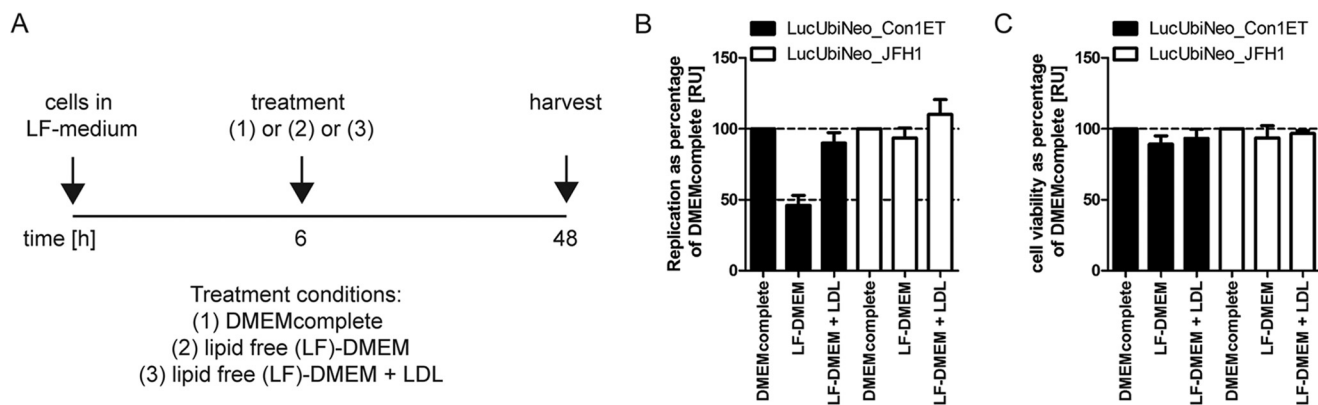 A
cells in
LF-medium
treatment
(1) or (2) or (3)
harvest
time [h]
6
48
Treatment conditions:
(1) DMEMcomplete
(2) lipid free (LF)-DMEM
(3) lipid free (LF)-DMEM + LDL
B
LucUbiNeo_Con1ET
LucUbiNeo_JFH1
Replication as percentage
of DMEMcomplete [RU]
150
100
50
0
DMEMcomplete
LF-DMEM
LF-DMEM + LDL
DMEMcomplete
LF-DMEM
LF-DMEM + LDL
C
LucUbiNeo_Con1ET
LucUbiNeo_JFH1
cell viability as percentage
of DMEMcomplete [RU]
150
100
50
0
DMEMcomplete
LF-DMEM
LF-DMEM + LDL
DMEMcomplete
LF-DMEM
LF-DMEM + LDL